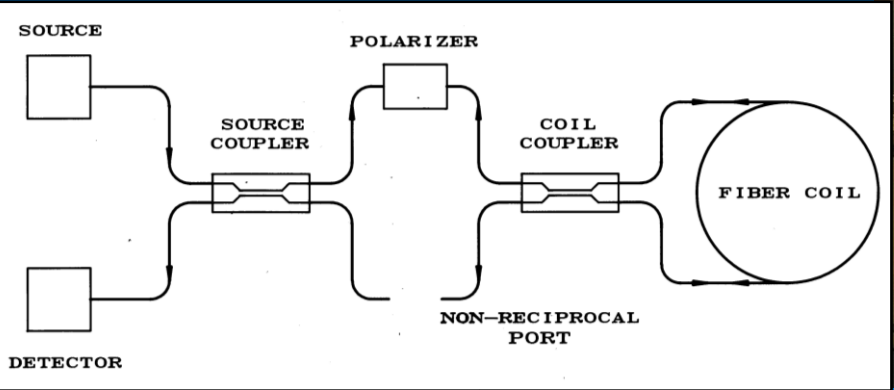 SOURCE
POLARIZER
SOURCE
COUPLER
COIL
COUPLER
FIBER COIL
NON-RECIPROCAL
PORT
DETECTOR